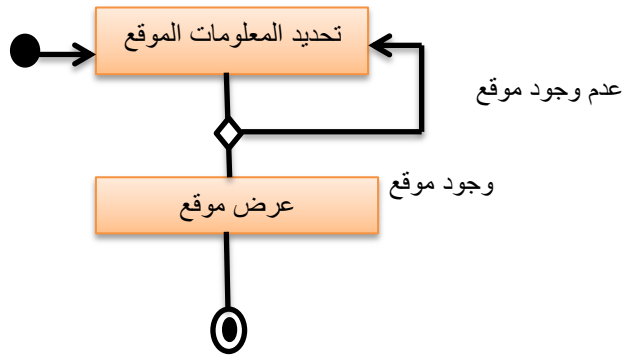 تحديد المعلومات الموقع
عدم وجود موقع
وجود موقع
عرض موقع